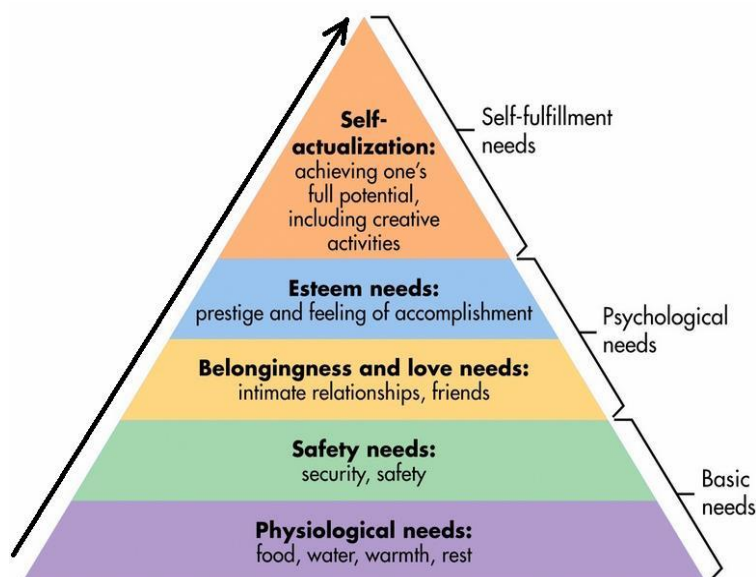 Self-
actualization:
achieving one's
full potential,
including creative
activities
Self-fulfillment
needs
Esteem needs:
prestige and feeling of accomplishment
Psychological
needs
Belongingness and love needs:
intimate relationships, friends
Safety needs:
security, safety
Basic
needs
Physiological needs:
food, water, warmth, rest